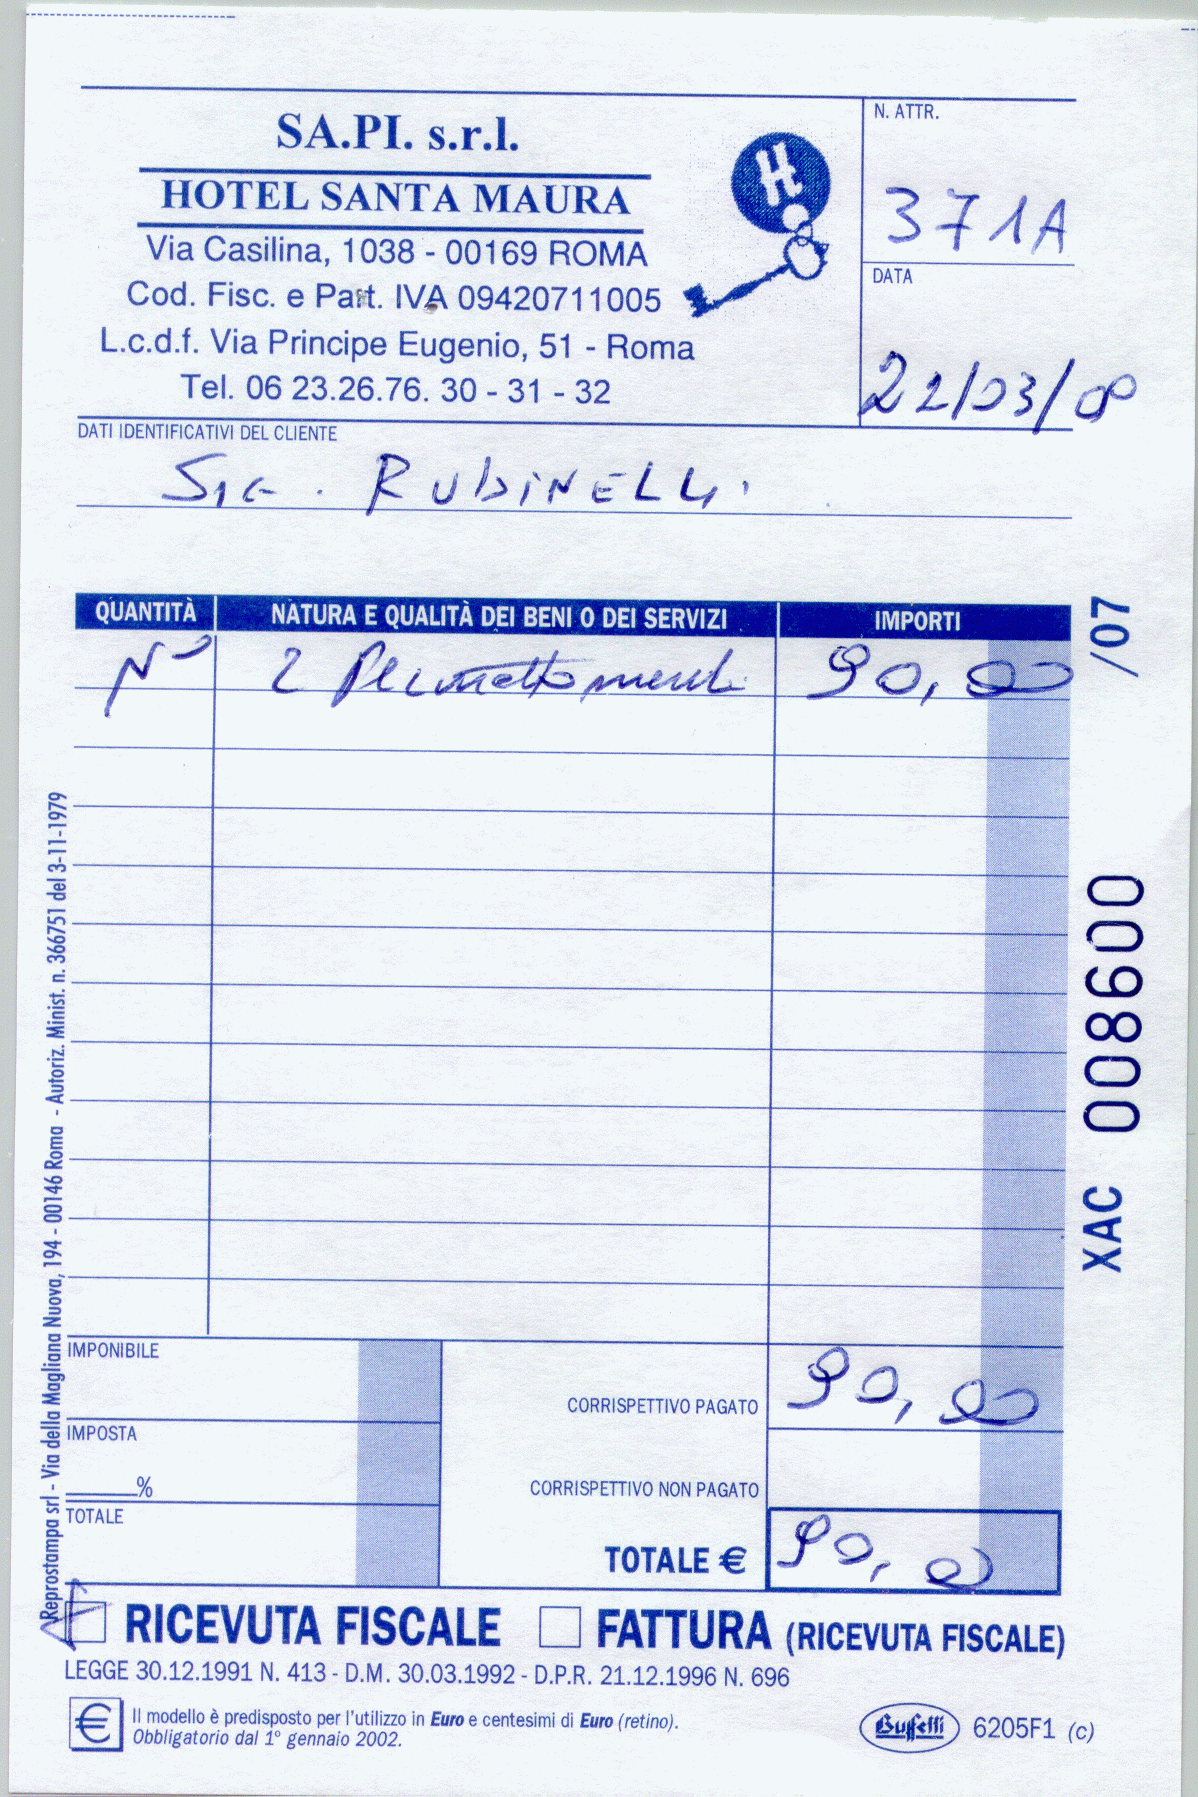 SA.PI. s.r.l.
HOTEL SANTA MAURA
Via Casilina, 1038 - 00169 ROMA
Cod. Fisc. e Part. IVA 09420711005
L.c.d.f. Via Principe Eugenio, 51 - Roma
Tel. 06 23.26.76. 30 - 31 - 32
H
N. ATTR.
371A
DATA
22/03/08
DATI IDENTIFICATIVI DEL CLIENTE
SIG. RUBINELLI
QUANTITÀ NATURA E QUALITÀ DEI BENI O DEI SERVIZI IMPORTI
N° 2 Pernottamenti 90,00
/07
XAC 008600
Reprostampa srl - Via della Magliana Nuova, 194 - 00146 Roma - Autoriz. Minist. n. 366751 del 3-11-1979
IMPONIBILE
CORRISPETTIVO PAGATO 90,00
IMPOSTA
%
CORRISPETTIVO NON PAGATO
TOTALE
TOTALE € 90,00
RICEVUTA FISCALE FATTURA (RICEVUTA FISCALE)
LEGGE 30.12.1991 N. 413 - D.M. 30.03.1992 - D.P.R. 21.12.1996 N. 696
€ Il modello è predisposto per l'utilizzo in Euro e centesimi di Euro (retino).
Obbligatorio dal 1° gennaio 2002.
Buffetti 6205F1 (c)